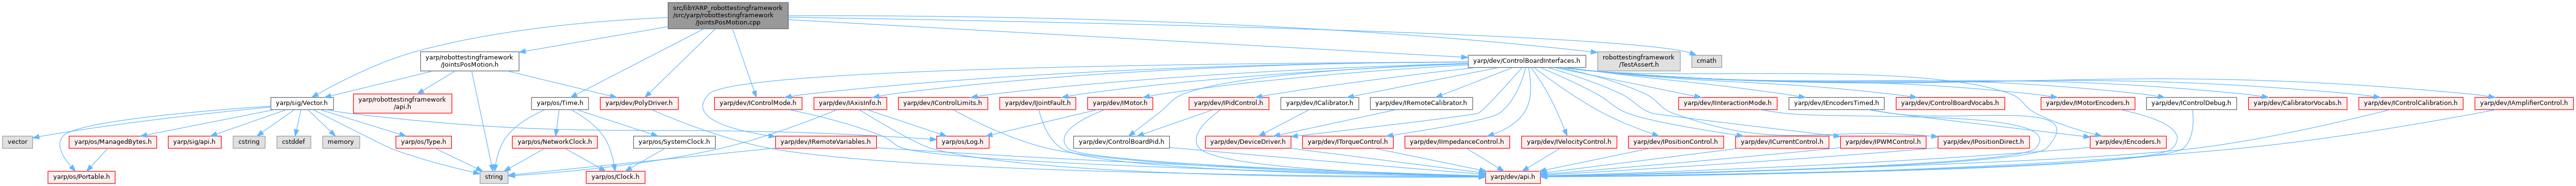 src/libYARP_robottestingframework
/src/yarp/robottestingframework
/JointsPosMotion.cpp
yarp/robottestingframework
/JointsPosMotion.h
yarp/dev/ControlBoardInterfaces.h
robottestingframework
/TestAssert.h
cmath
yarp/sig/Vector.h
yarp/robottestingframework
/api.h
yarp/os/Time.h
yarp/dev/PolyDriver.h
yarp/dev/IControlMode.h
yarp/dev/IAxisInfo.h
yarp/dev/IControlLimits.h
yarp/dev/IJointFault.h
yarp/dev/IMotor.h
yarp/dev/IPidControl.h
yarp/dev/ICalibrator.h
yarp/dev/IRemoteCalibrator.h
yarp/dev/IInteractionMode.h
yarp/dev/IEncodersTimed.h
yarp/dev/ControlBoardVocabs.h
yarp/dev/IMotorEncoders.h
yarp/dev/IControlDebug.h
yarp/dev/CalibratorVocabs.h
yarp/dev/IControlCalibration.h
yarp/dev/IAmplifierControl.h
vector
yarp/os/ManagedBytes.h
yarp/sig/api.h
cstring
cstddef
memory
yarp/os/Type.h
yarp/os/NetworkClock.h
yarp/os/SystemClock.h
yarp/dev/IRemoteVariables.h
yarp/os/Log.h
yarp/dev/ControlBoardPid.h
yarp/dev/DeviceDriver.h
yarp/dev/ITorqueControl.h
yarp/dev/IImpedanceControl.h
yarp/dev/IVelocityControl.h
yarp/dev/IPositionControl.h
yarp/dev/ICurrentControl.h
yarp/dev/IPWMControl.h
yarp/dev/IPositionDirect.h
yarp/dev/IEncoders.h
yarp/os/Portable.h
string
yarp/os/Clock.h
yarp/dev/api.h